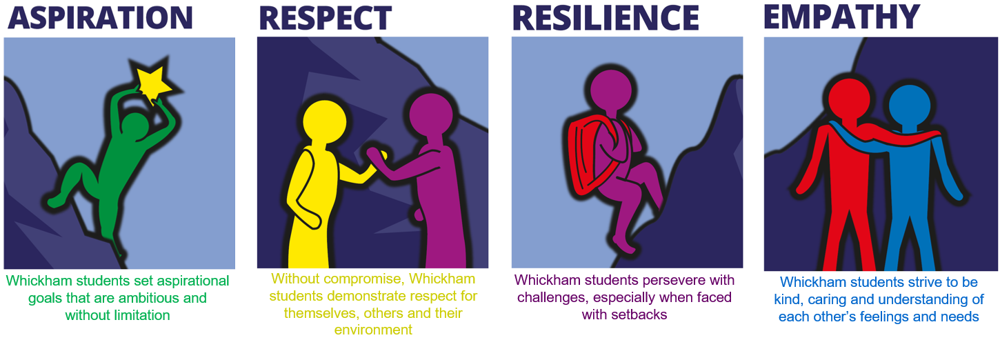 ASPIRATION
Whickham students set aspirational
goals that are ambitious and
without limitation
RESPECT
Without compromise, Whickham
students demonstrate respect for
themselves, others and their
environment
RESILIENCE
Whickham students persevere with
challenges, especially when faced
with setbacks
EMPATHY
Whickham students strive to be
kind, caring and understanding of
each other’s feelings and needs